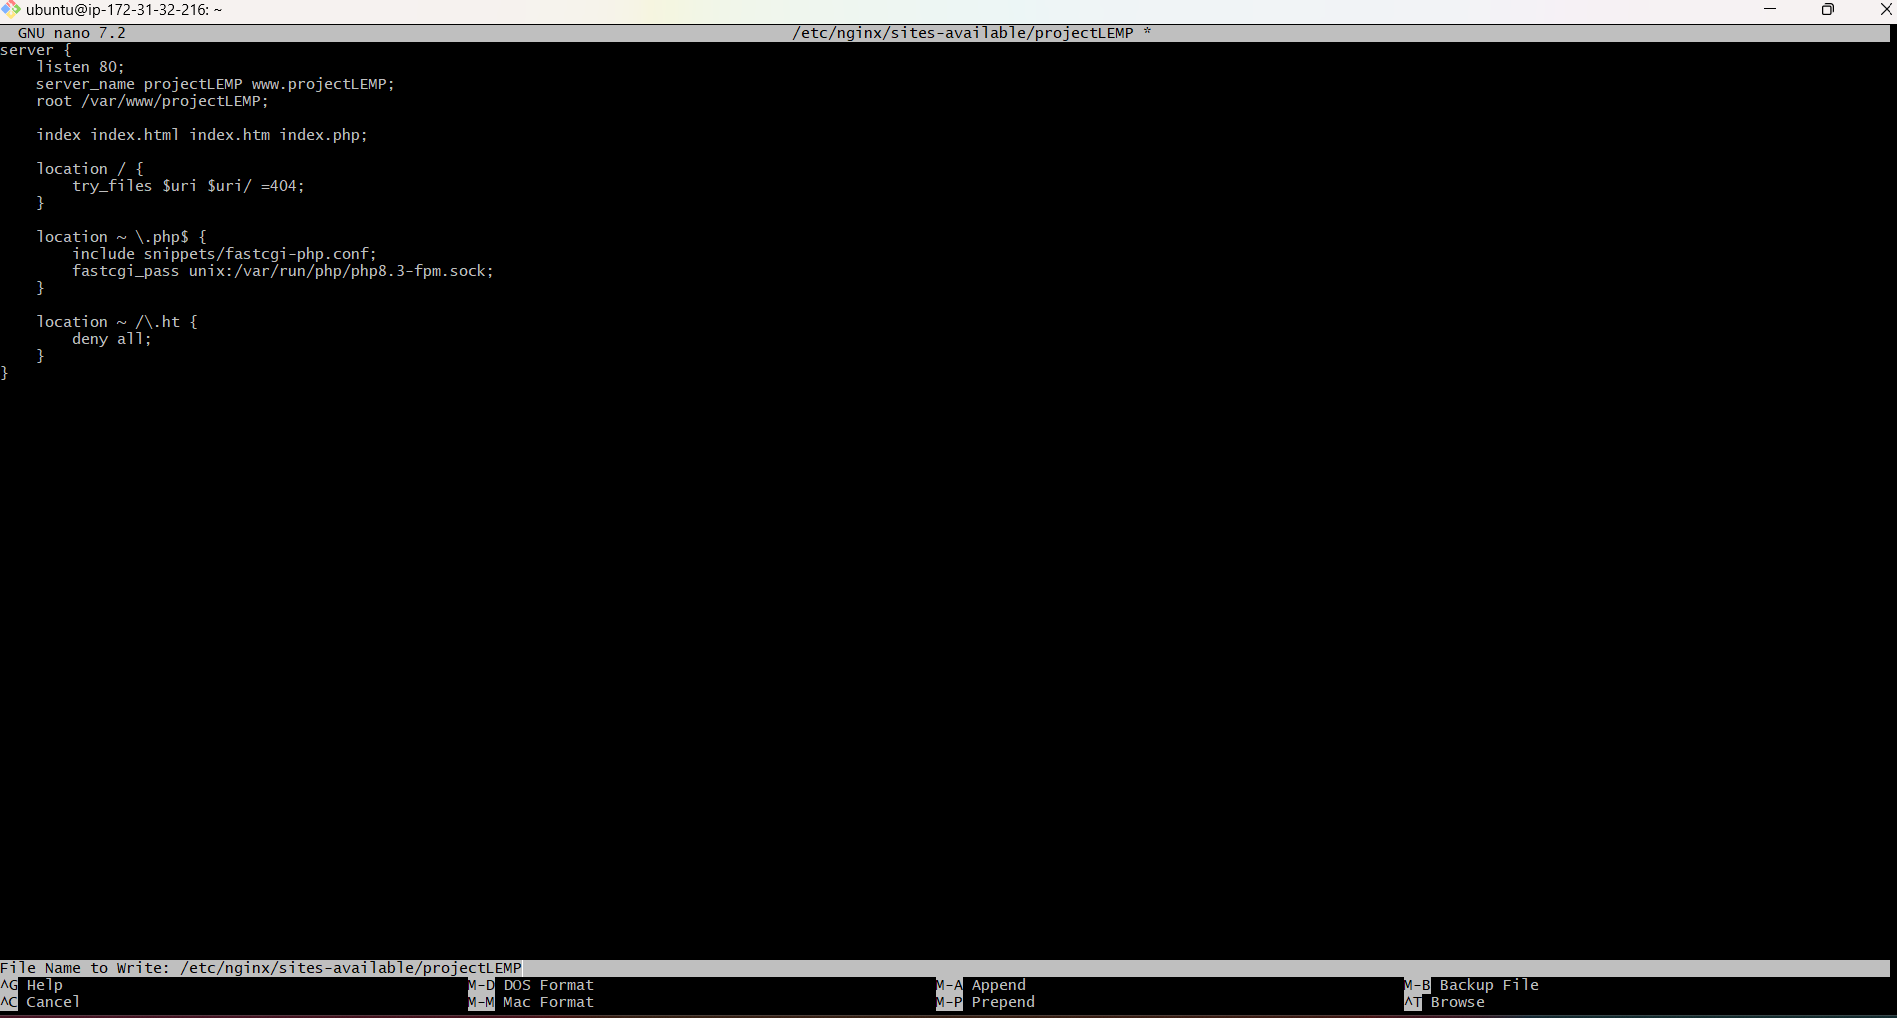 ubuntu@ip-172-31-32-216: ~
GNU nano 7.2 /etc/nginx/sites-available/projectLEMP *
server {
    listen 80;
    server_name projectLEMP www.projectLEMP;
    root /var/www/projectLEMP;

    index index.html index.htm index.php;

    location / {
        try_files $uri $uri/ =404;
    }

    location ~ \.php$ {
        include snippets/fastcgi-php.conf;
        fastcgi_pass unix:/var/run/php/php8.3-fpm.sock;
    }

    location ~ /\.ht {
        deny all;
    }
}
File Name to Write: /etc/nginx/sites-available/projectLEMP
^G Help M-D DOS Format M-A Append M-B Backup File
^C Cancel M-M Mac Format M-P Prepend ^T Browse